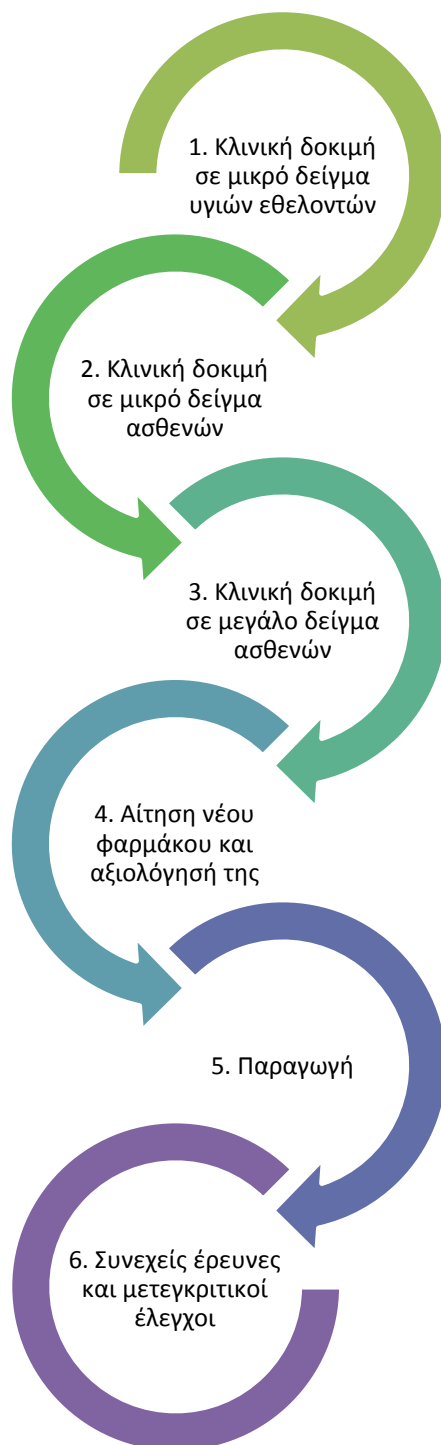 1. Κλινική δοκιμή
σε μικρό δείγμα
υγιών εθελοντών
2. Κλινική δοκιμή
σε μικρό δείγμα
ασθενών
3. Κλινική δοκιμή
σε μεγάλο δείγμα
ασθενών
4. Αίτηση νέου
φαρμάκου και
αξιολόγησή της
5. Παραγωγή
6. Συνεχείς έρευνες
και μετεγκριτικοί
έλεγχοι